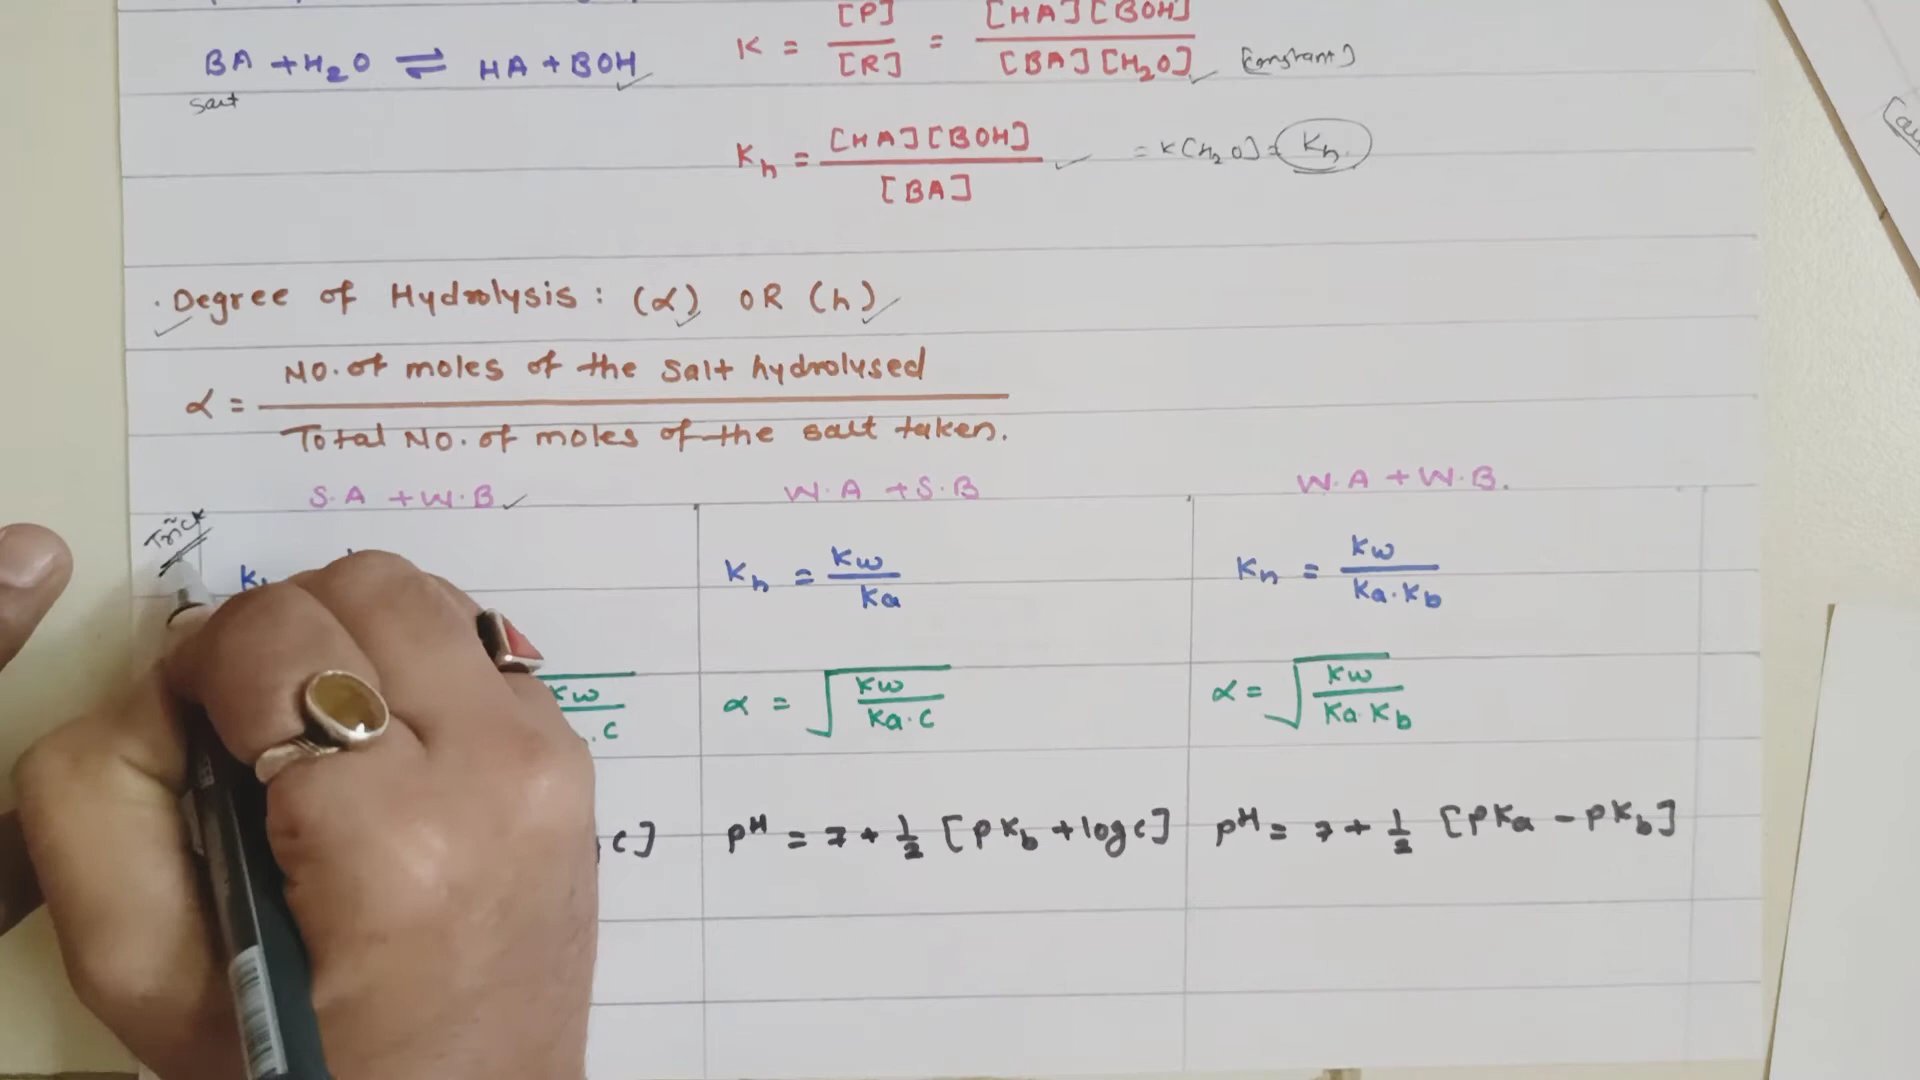 K = [P] / [R] = [HA][BOH] / [BA][H2O] [constant]
BA + H2O ⇌ HA + BOH
Salt
Kh = [HA][BOH] / [BA] = K[H2O] = Kh
. Degree of Hydrolysis : (α) OR (h)
α = No. of moles of the salt hydrolysed / Total No. of moles of the salt taken.
S.A + W.B W.A + S.B W.A + W.B.
Trick
Kh = Kw / Ka
Kh = Kw / Ka.Kb
Kw / .C
α = √(Kw / Ka.C)
α = √(Kw / Ka.Kb)
C]
pH = 7 + 1/2 [PKb + log C]
pH = 7 + 1/2 [PKa - PKb]